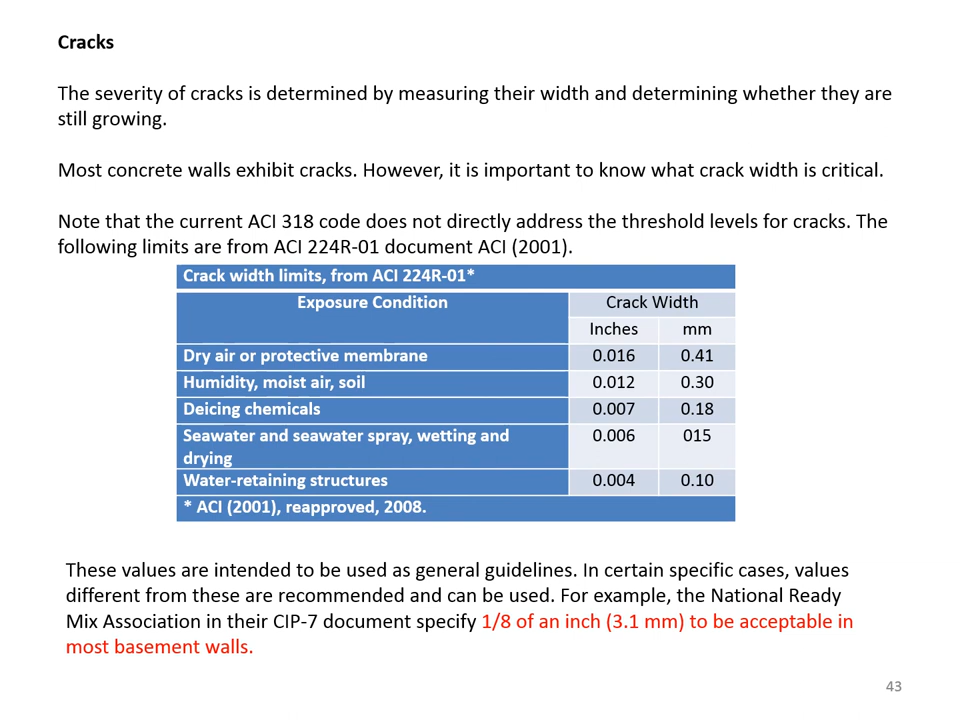 Cracks
The severity of cracks is determined by measuring their width and determining whether they are
still growing.
Most concrete walls exhibit cracks. However, it is important to know what crack width is critical.
Note that the current ACI 318 code does not directly address the threshold levels for cracks. The
following limits are from ACI 224R-01 document ACI (2001).
Crack width limits, from ACI 224R-01*
Exposure Condition Crack Width
Inches mm
Dry air or protective membrane 0.016 0.41
Humidity, moist air, soil 0.012 0.30
Deicing chemicals 0.007 0.18
Seawater and seawater spray, wetting and 0.006 015
drying
Water-retaining structures 0.004 0.10
* ACI (2001), reapproved, 2008.
These values are intended to be used as general guidelines. In certain specific cases, values
different from these are recommended and can be used. For example, the National Ready
Mix Association in their CIP-7 document specify 1/8 of an inch (3.1 mm) to be acceptable in
most basement walls.
43